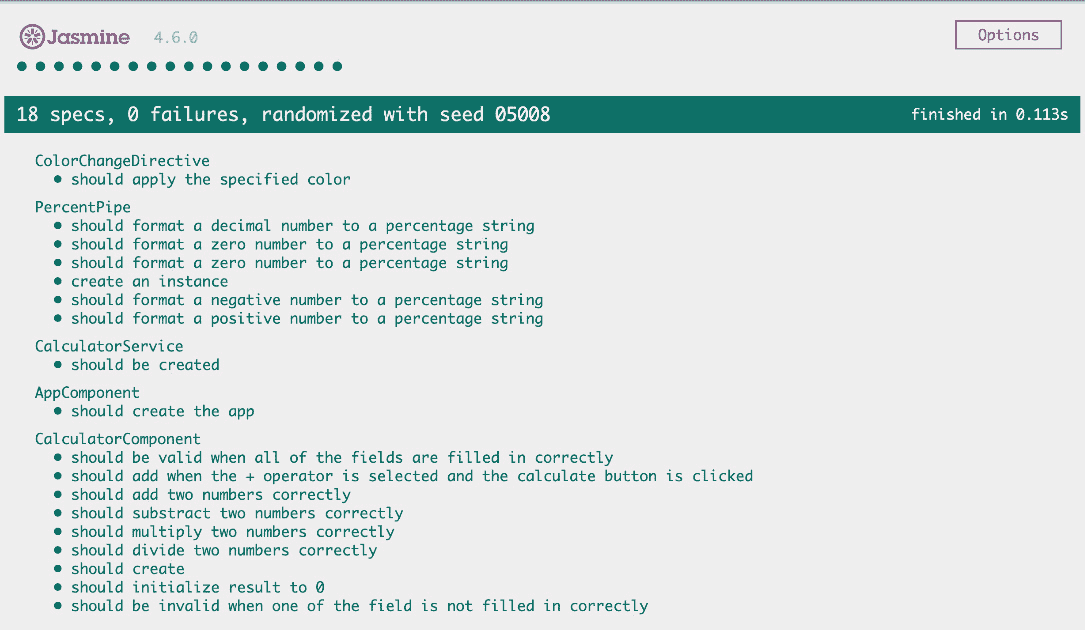 Jasmine 4.6.0 Options
18 specs, 0 failures, randomized with seed 05008 finished in 0.113s
ColorChangeDirective
• should apply the specified color
PercentPipe
• should format a decimal number to a percentage string
• should format a zero number to a percentage string
• should format a zero number to a percentage string
• create an instance
• should format a negative number to a percentage string
• should format a positive number to a percentage string
CalculatorService
• should be created
AppComponent
• should create the app
CalculatorComponent
• should be valid when all of the fields are filled in correctly
• should add when the + operator is selected and the calculate button is clicked
• should add two numbers correctly
• should substract two numbers correctly
• should multiply two numbers correctly
• should divide two numbers correctly
• should create
• should initialize result to 0
• should be invalid when one of the field is not filled in correctly